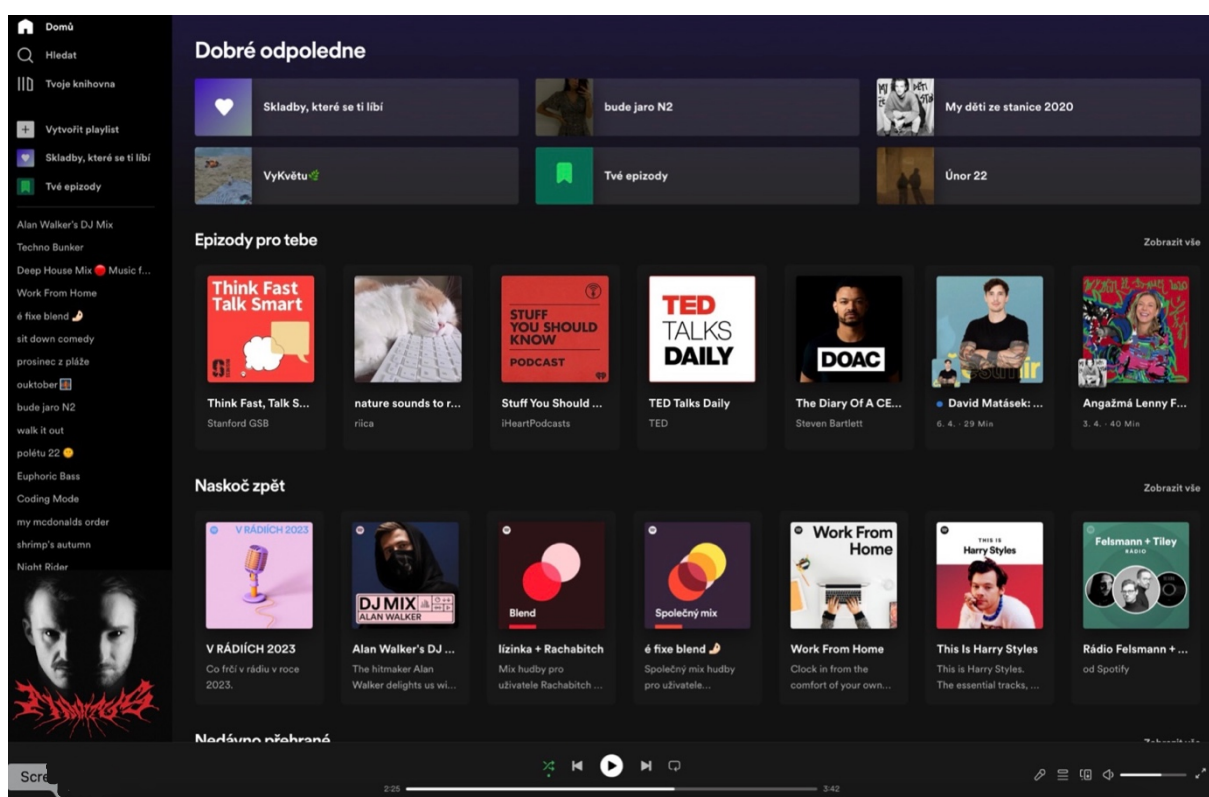 Domů
Hledat
Tvoje knihovna
Vytvořit playlist
Skladby, které se ti líbí
Tvé epizody
Alan Walker's DJ Mix
Techno Bunker
Deep House Mix 🔴 Music f...
Work From Home
é fixe blend 🤌🏻
sit down comedy
prosinec z pláže
ouktober
bude jaro N2
walk it out
polétu 22
Euphoric Bass
Coding Mode
my mcdonalds order
shrimp's autumn
Night Rider
Dobré odpoledne
Skladby, které se ti líbí
bude jaro N2
My děti ze stanice 2020
VyKvětu🌿
Tvé epizody
Únor 22
Epizody pro tebe
Zobrazit vše
Think Fast
Talk Smart
Think Fast, Talk S...
Stanford GSB
nature sounds to r...
riica
STUFF
YOU SHOULD
KNOW
PODCAST
Stuff You Should ...
iHeartPodcasts
TED
TALKS
DAILY
TED Talks Daily
TED
DOAC
The Diary Of A CE...
Steven Bartlett
David Matásek: ...
6. 4. · 29 Min
Angažmá Lenny F...
3. 4. · 40 Min
Naskoč zpět
Zobrazit vše
V RÁDIÍCH 2023
V RÁDIÍCH 2023
Co frčí v rádiu v roce
2023.
DJ MIX
ALAN WALKER
Alan Walker's DJ ...
The hitmaker Alan
Walker delights us wi...
Blend
lízinka + Rachabitch
Mix hudby pro
uživatele Rachabitch ...
Společný mix
é fixe blend 🤌🏻
Společný mix hudby
pro uživatele...
Work From
Home
Work From Home
Clock in from the
comfort of your own...
THIS IS
Harry Styles
This Is Harry Styles
This is Harry Styles.
The essential tracks, ...
Felsmann + Tiley
RÁDIO
Rádio Felsmann + ...
od Spotify
Nedávno přehrané
Zobrazit vše
Scre
2:25
3:42